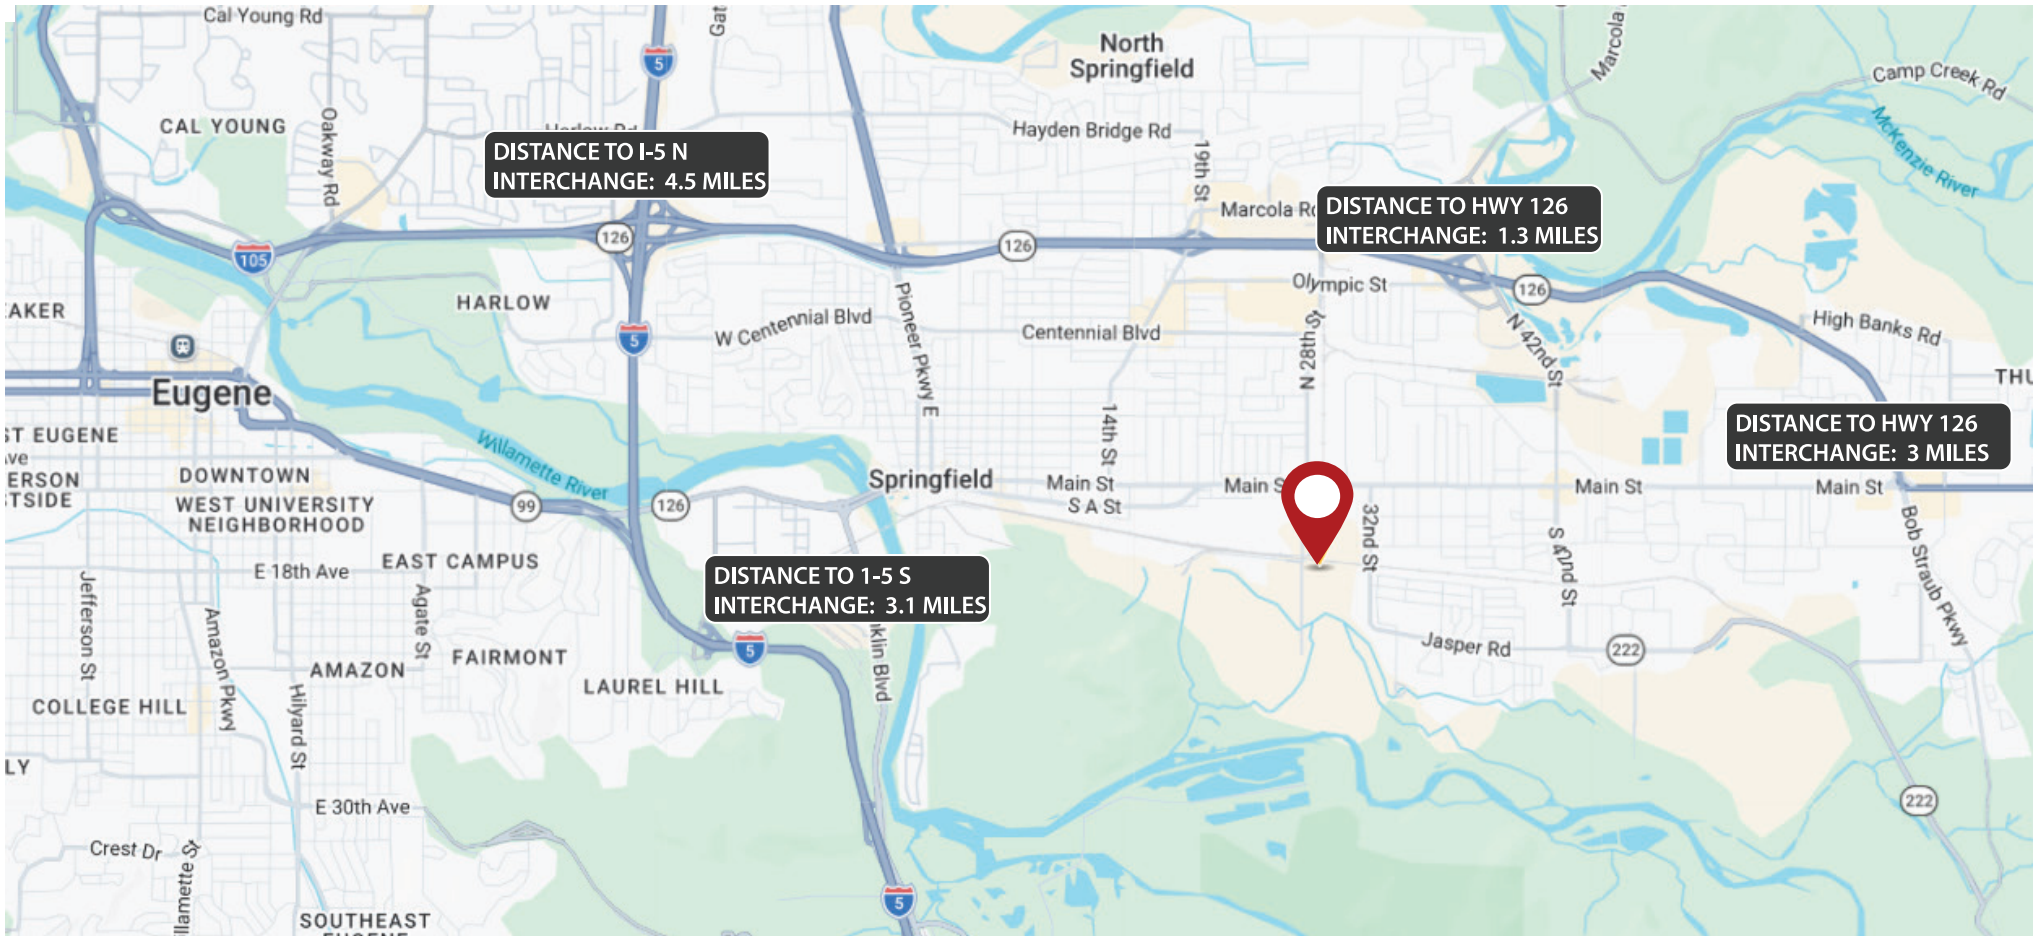 Cal Young Rd
5
North
Springfield
Camp Creek Rd
McKenzie River
CAL YOUNG
Oakway Rd
Hayden Bridge Rd
19th St
DISTANCE TO I-5 N
INTERCHANGE: 4.5 MILES
Marcola
DISTANCE TO HWY 126
INTERCHANGE: 1.3 MILES
126
126
105
Olympic St
126
HARLOW
Pioneer Pkwy E
W Centennial Blvd
Centennial Blvd
N 28th St
N 42nd St
High Banks Rd
5
Eugene
14th St
DISTANCE TO HWY 126
INTERCHANGE: 3 MILES
Willamette River
DOWNTOWN
WEST UNIVERSITY
NEIGHBORHOOD
Springfield
Main St
S A St
Main
Main St
Main St
99
126
32nd St
S 42nd St
Bob Straub Pkwy
E 18th Ave
EAST CAMPUS
DISTANCE TO 1-5 S
INTERCHANGE: 3.1 MILES
Jefferson St
Amazon Pkwy
Agate St
5
Jasper Rd
222
AMAZON
FAIRMONT
LAUREL HILL
COLLEGE HILL
Hilyard St
E 30th Ave
222
Crest Dr
5
SOUTHEAST